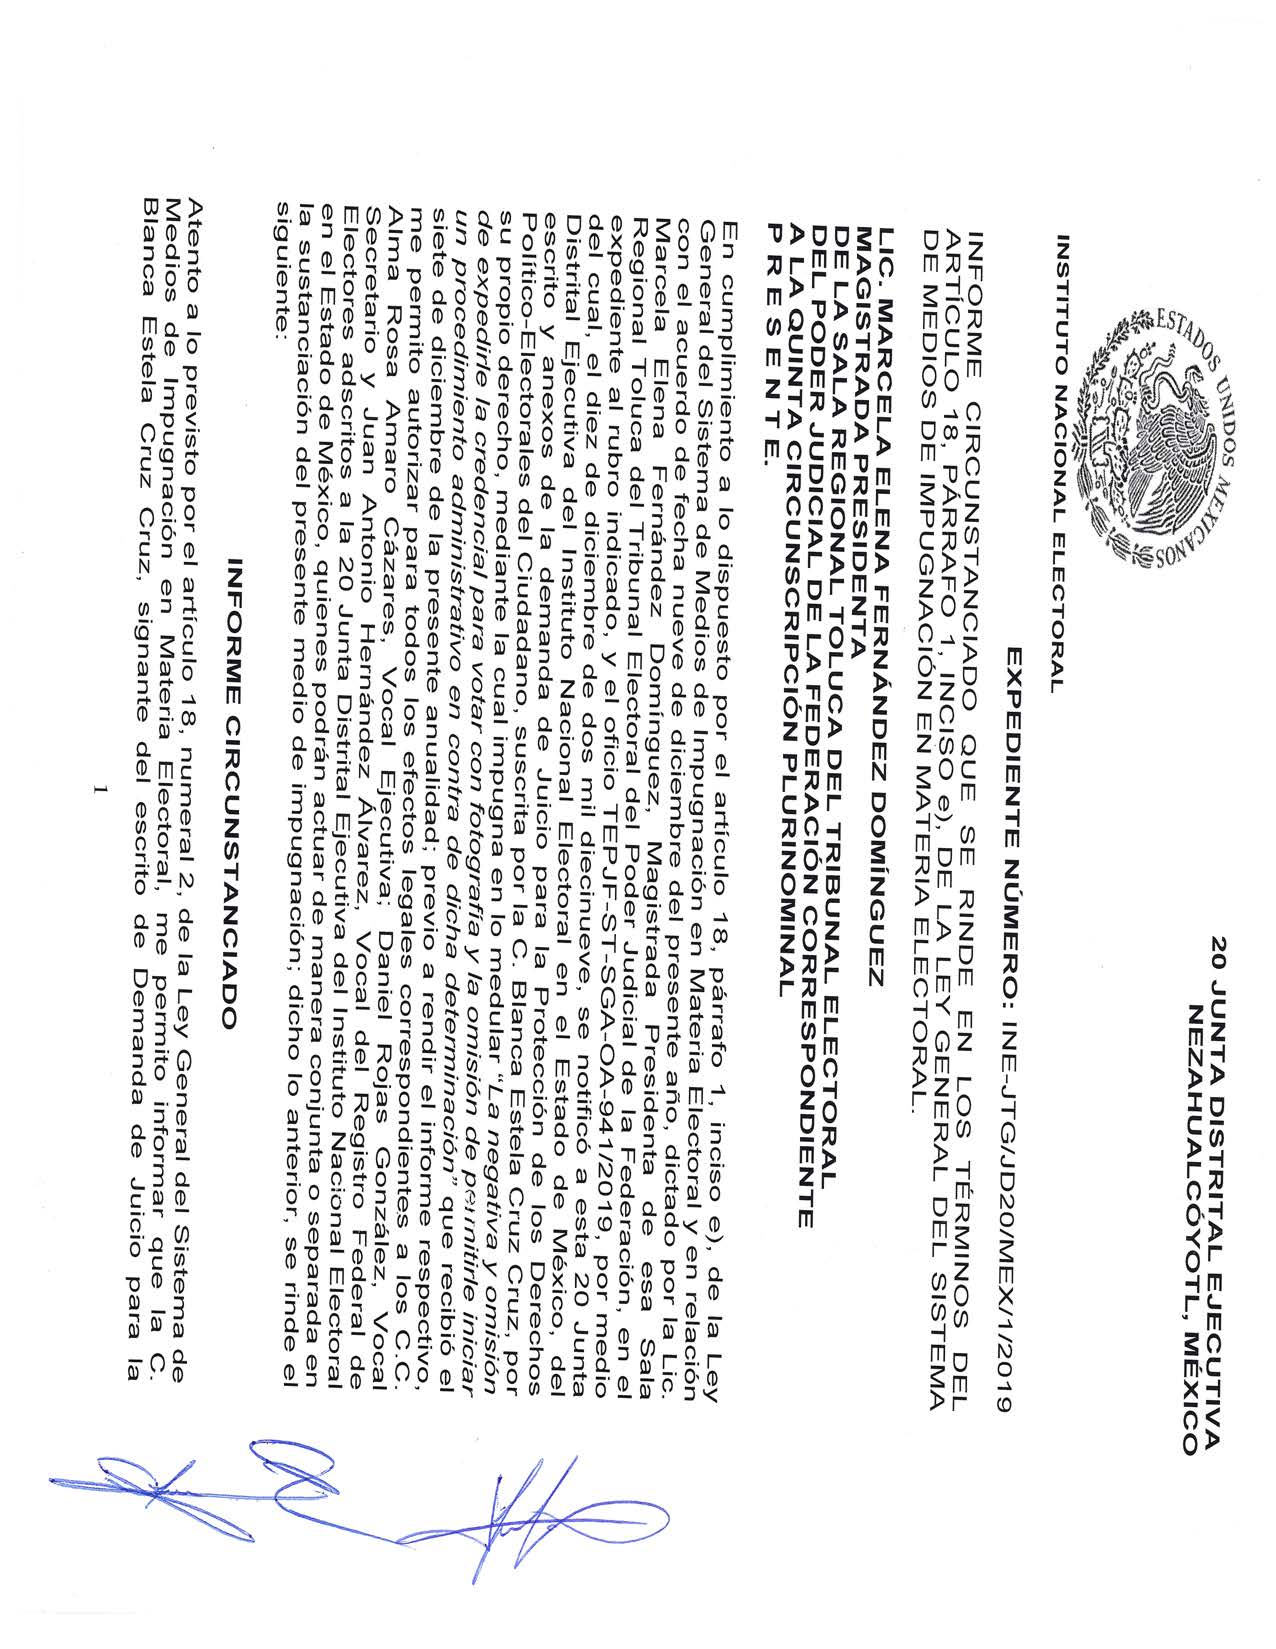 ESTADOS UNIDOS MEXICANOS
20 JUNTA DISTRITAL EJECUTIVA
NEZAHUALCÓYOTL, MÉXICO
INSTITUTO NACIONAL ELECTORAL
EXPEDIENTE NÚMERO: INE-JTG/JD20/MEX/1/2019
INFORME CIRCUNSTANCIADO QUE SE RINDE EN LOS TÉRMINOS DEL
ARTÍCULO 18, PÁRRAFO 1, INCISO e), DE LA LEY GENERAL DEL SISTEMA
DE MEDIOS DE IMPUGNACIÓN EN MATERIA ELECTORAL.
LIC. MARCELA ELENA FERNÁNDEZ DOMÍNGUEZ
MAGISTRADA PRESIDENTA
DE LA SALA REGIONAL TOLUCA DEL TRIBUNAL ELECTORAL
DEL PODER JUDICIAL DE LA FEDERACIÓN CORRESPONDIENTE
A LA QUINTA CIRCUNSCRIPCIÓN PLURINOMINAL
P R E S E N T E.
En cumplimiento a lo dispuesto por el artículo 18, párrafo 1, inciso e), de la Ley
General del Sistema de Medios de Impugnación en Materia Electoral y en relación
con el acuerdo de fecha nueve de diciembre del presente año, dictado por la Lic.
Marcela Elena Fernández Domínguez, Magistrada Presidenta de esa Sala
Regional Toluca del Tribunal Electoral del Poder Judicial de la Federación, en el
expediente al rubro indicado, y el oficio TEPJF-ST-SGA-OA-941/2019, por medio
del cual, el diez de diciembre de dos mil diecinueve, se notificó a esta 20 Junta
Distrital Ejecutiva del Instituto Nacional Electoral en el Estado de México, del
escrito y anexos de la demanda de Juicio para la Protección de los Derechos
Político-Electorales del Ciudadano, suscrita por la C. Blanca Estela Cruz Cruz, por
su propio derecho, mediante la cual impugna en lo medular “La negativa y omisión
de expedirle la credencial para votar con fotografía y la omisión de permitirle iniciar
un procedimiento administrativo en contra de dicha determinación” que recibió el
siete de diciembre de la presente anualidad; previo a rendir el informe respectivo,
me permito autorizar para todos los efectos legales correspondientes a los C.C.
Alma Rosa Amaro Cázares, Vocal Ejecutiva; Daniel Rojas González, Vocal
Secretario y Juan Antonio Hernández Álvarez, Vocal del Registro Federal de
Electores adscritos a la 20 Junta Distrital Ejecutiva del Instituto Nacional Electoral
en el Estado de México, quienes podrán actuar de manera conjunta o separada en
la sustanciación del presente medio de impugnación; dicho lo anterior, se rinde el
siguiente:
INFORME CIRCUNSTANCIADO
Atento a lo previsto por el artículo 18, numeral 2, de la Ley General del Sistema de
Medios de Impugnación en Materia Electoral, me permito informar que la C.
Blanca Estela Cruz Cruz, signante del escrito de Demanda de Juicio para la
1